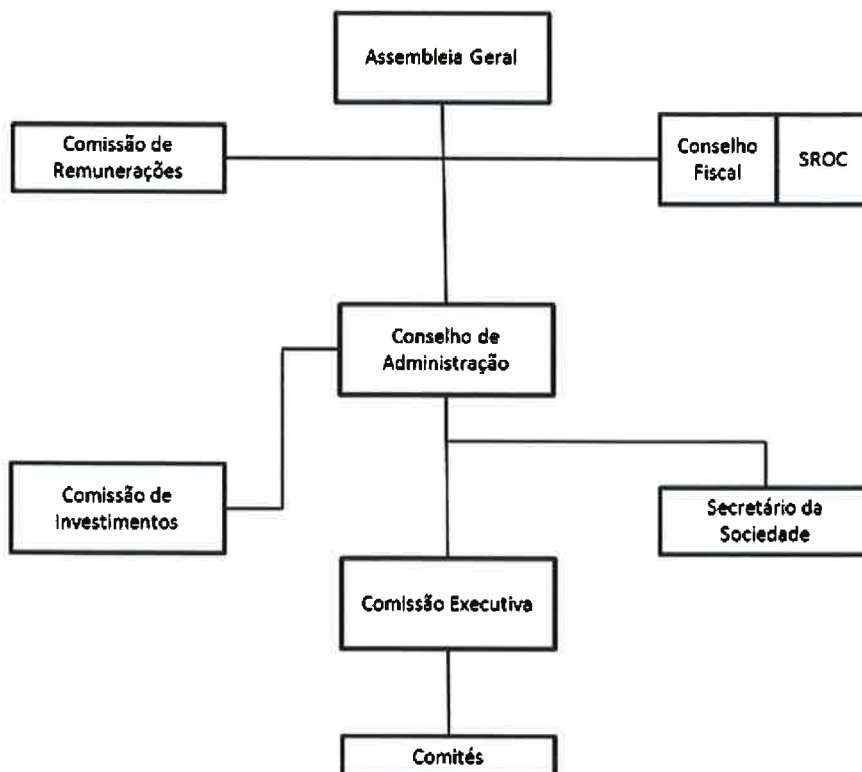 Assembleia Geral
Comissão de
Remunerações
Conselho
Fiscal
SROC
Conselho de
Administração
Comissão de
Investimentos
Secretário da
Sociedade
Comissão Executiva
Comités